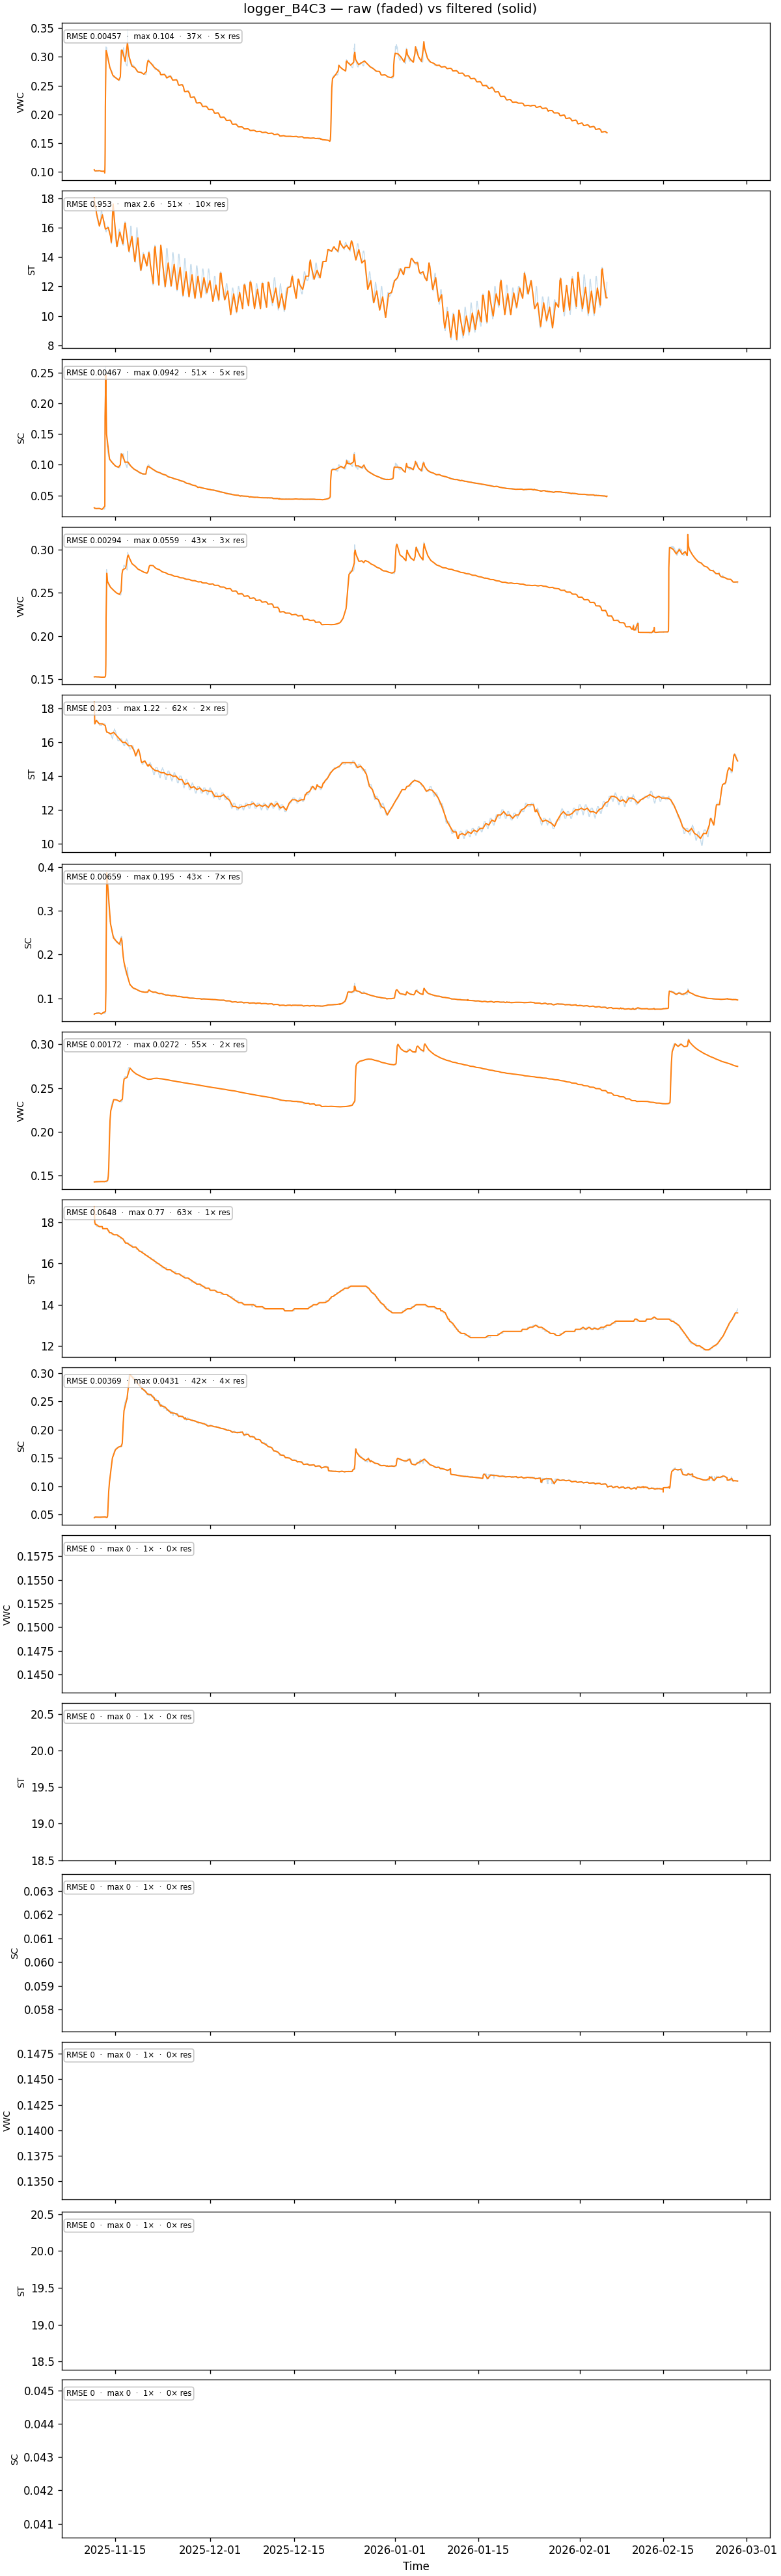 logger_B4C3 — raw (faded) vs filtered (solid)
RMSE 0.00457 · max 0.104 · 37× · 5× res
VWC
0.35
0.30
0.25
0.20
0.15
0.10
RMSE 0.953 · max 2.6 · 51× · 10× res
ST
18
16
14
12
10
8
RMSE 0.00467 · max 0.0942 · 51× · 5× res
SC
0.25
0.20
0.15
0.10
0.05
RMSE 0.00294 · max 0.0559 · 43× · 3× res
VWC
0.30
0.25
0.20
0.15
RMSE 0.203 · max 1.22 · 62× · 2× res
ST
18
16
14
12
10
RMSE 0.00659 · max 0.195 · 43× · 7× res
SC
0.4
0.3
0.2
0.1
RMSE 0.00172 · max 0.0272 · 55× · 2× res
VWC
0.30
0.25
0.20
0.15
RMSE 0.0648 · max 0.77 · 63× · 1× res
ST
18
16
14
12
RMSE 0.00369 · max 0.0431 · 42× · 4× res
SC
0.30
0.25
0.20
0.15
0.10
0.05
RMSE 0 · max 0 · 1× · 0× res
VWC
0.1575
0.1550
0.1525
0.1500
0.1475
0.1450
RMSE 0 · max 0 · 1× · 0× res
ST
20.5
20.0
19.5
19.0
18.5
RMSE 0 · max 0 · 1× · 0× res
SC
0.063
0.062
0.061
0.060
0.059
0.058
RMSE 0 · max 0 · 1× · 0× res
VWC
0.1475
0.1450
0.1425
0.1400
0.1375
0.1350
RMSE 0 · max 0 · 1× · 0× res
ST
20.5
20.0
19.5
19.0
18.5
RMSE 0 · max 0 · 1× · 0× res
SC
0.045
0.044
0.043
0.042
0.041
2025-11-15 2025-12-01 2025-12-15 2026-01-01 2026-01-15 2026-02-01 2026-02-15 2026-03-01
Time